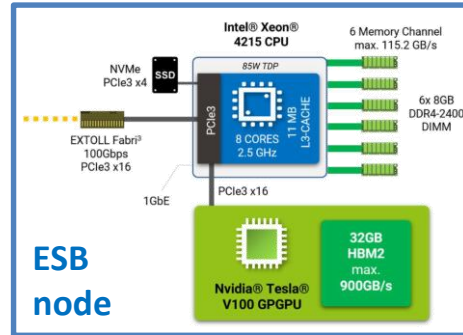 Intel® Xeon®
4215 CPU
6 Memory Channel
max. 115.2 GB/s
85W TDP
NVMe
PCIe3 x4
SSD
PCIe3
8 CORES
2.5 GHz
11 MB
L3-CACHE
6x 8GB
DDR4-2400
DIMM
EXTOLL Fabri³
100Gbps
PCIe3 x16
1GbE
PCIe3 x16
ESB
node
Nvidia® Tesla®
V100 GPGPU
32GB
HBM2
max.
900GB/s